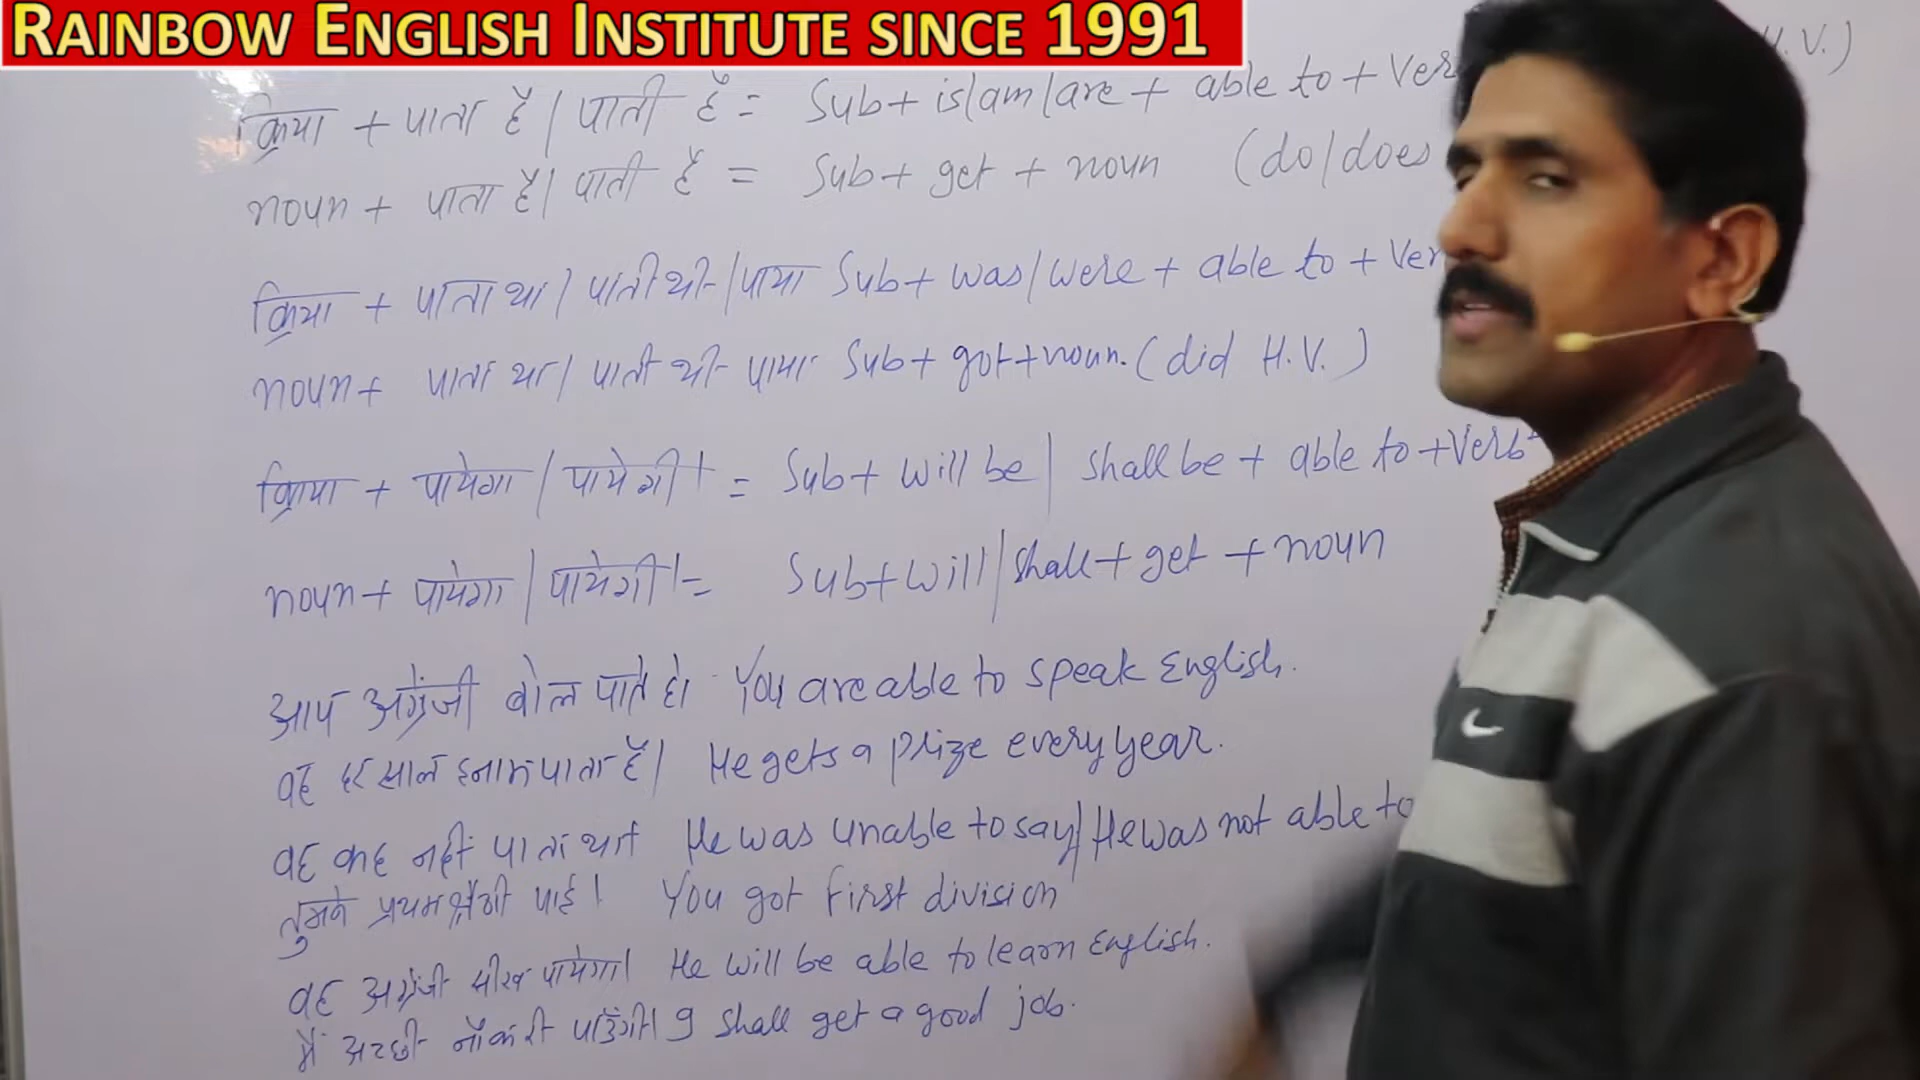 RAINBOW ENGLISH INSTITUTE SINCE 1991
क्रिया + पाता है / पाती है = Sub + is/am/are + able to + Ver H.V.)
noun + पाता है / पाती है = Sub + get + noun (do/does
क्रिया + पाता था / पाती थी / पाया Sub + was/were + able to + Ver
noun + पाता था / पाती थी पाया Sub + got + noun. (did H.V.)
क्रिया + पायेगा / पायेगी = Sub + will be / shall be + able to + Verb
noun + पायेगा / पायेगी = Sub + will / shall + get + noun
आप अंग्रेजी बोल पाते हो। You are able to speak English.
वह हर साल इनाम पाता है। He gets a prize every year.
वह कह नहीं पाता था। He was unable to say / He was not able to
तुमने प्रथम श्रेणी पाई। You got first division
वह अंग्रेजी सीख पायेगा। He will be able to learn English.
मैं अच्छी नौकरी पाउँगी। I shall get a good job.